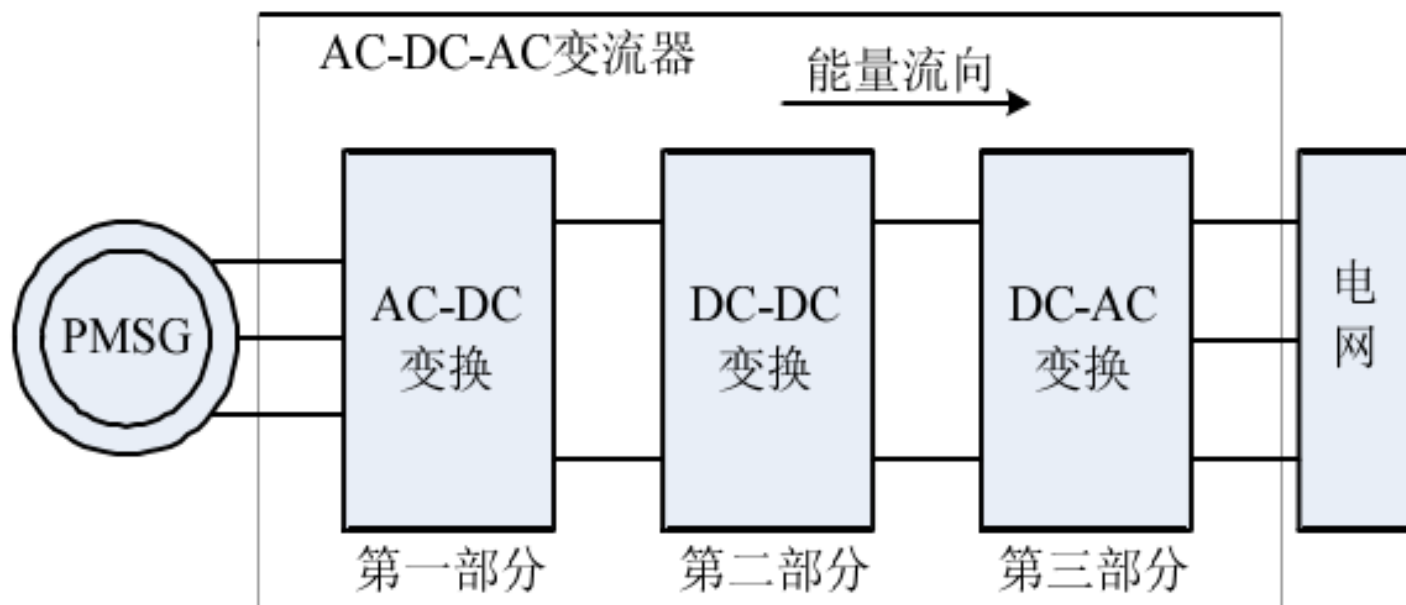 AC-DC-AC变流器
能量流向
PMSG
AC-DC
变换
DC-DC
变换
DC-AC
变换
电
网
第一部分
第二部分
第三部分